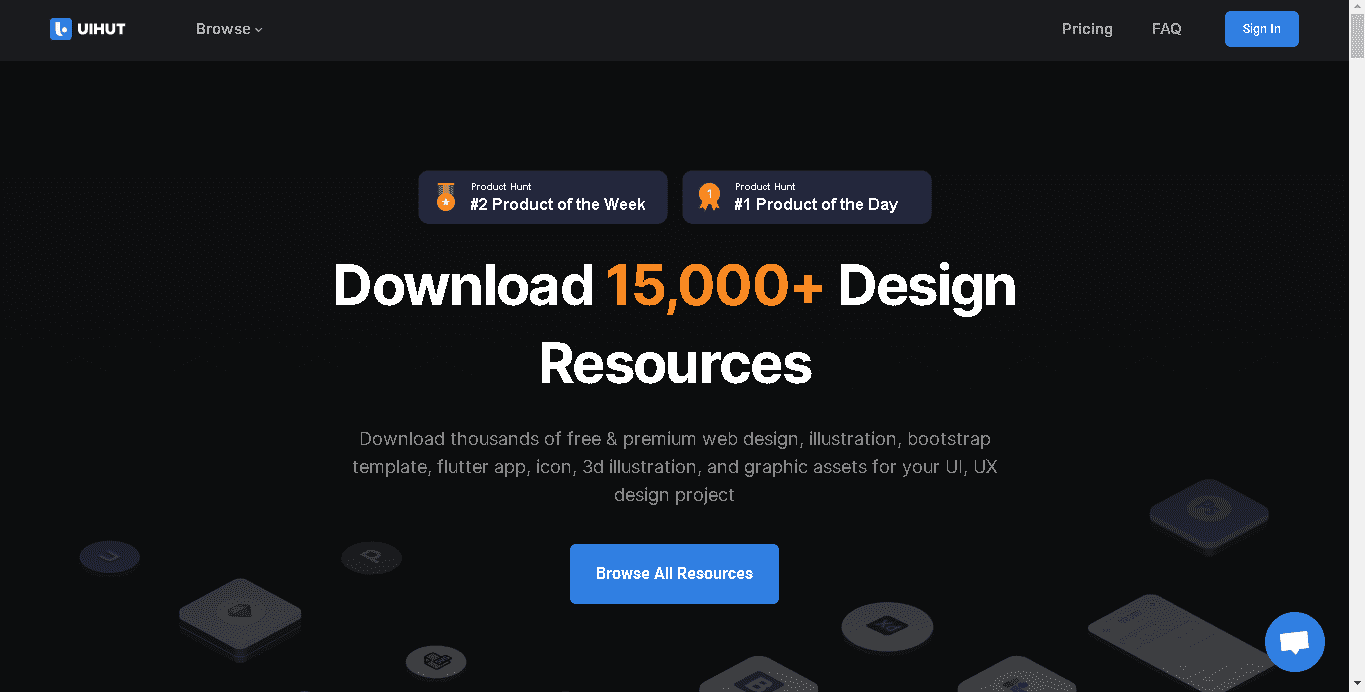 UIHUT
Browse
Pricing
FAQ
Sign In
Product Hunt
#2 Product of the Week
Product Hunt
1
#1 Product of the Day
Download 15,000+ Design
Resources
Download thousands of free & premium web design, illustration, bootstrap
template, flutter app, icon, 3d illustration, and graphic assets for your UI, UX
design project
Browse All Resources
U
P
Xd
B